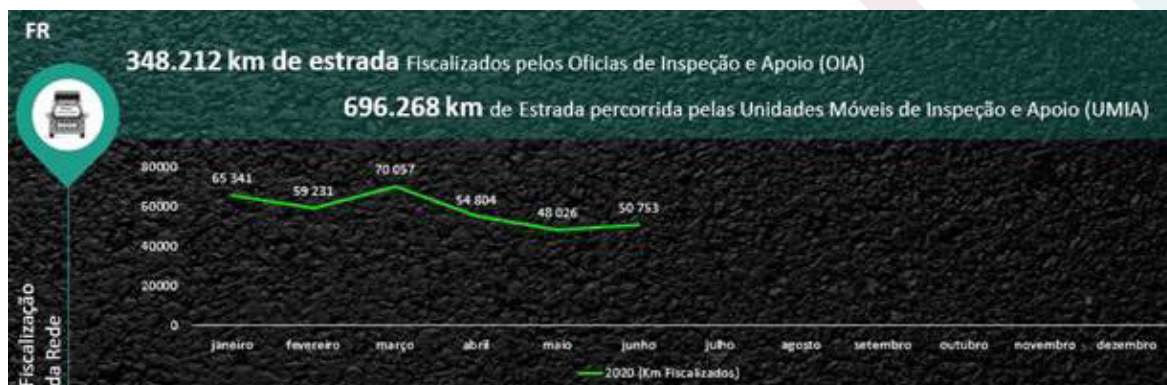 FR
348.212 km de estrada Fiscalizados pelos Oficias de Inspeção e Apoio (OIA)
696.268 km de Estrada percorrida pelas Unidades Móveis de Inspeção e Apoio (UMIA)
80000
60000
40000
20000
0
65 341
59 231
70 057
54 804
48 026
50 753
janeiro fevereiro março abril maio junho julho agosto setembro outubro novembro dezembro
2020 (Km Fiscalizados)
Fiscalização
da Rede